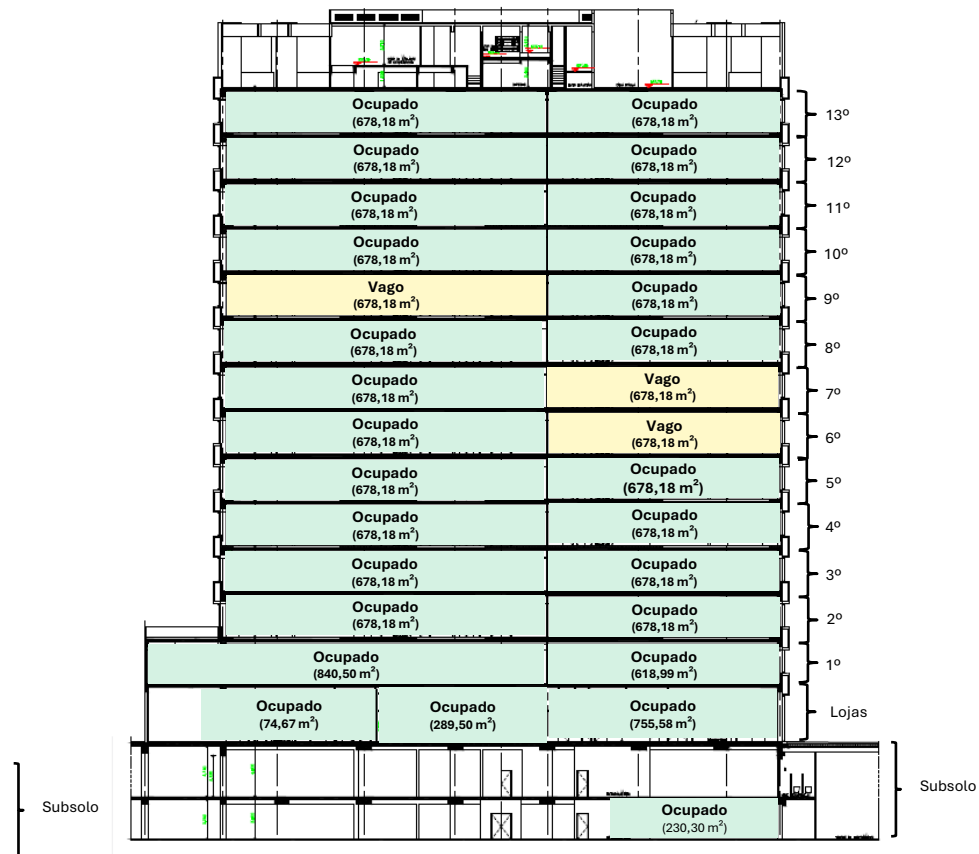 Ocupado
(678,18 m²)
Ocupado
(678,18 m²)
13º
Ocupado
(678,18 m²)
Ocupado
(678,18 m²)
12º
Ocupado
(678,18 m²)
Ocupado
(678,18 m²)
11º
Ocupado
(678,18 m²)
Ocupado
(678,18 m²)
10º
Vago
(678,18 m²)
Ocupado
(678,18 m²)
9º
Ocupado
(678,18 m²)
Ocupado
(678,18 m²)
8º
Ocupado
(678,18 m²)
Vago
(678,18 m²)
7º
Ocupado
(678,18 m²)
Vago
(678,18 m²)
6º
Ocupado
(678,18 m²)
Ocupado
(678,18 m²)
5º
Ocupado
(678,18 m²)
Ocupado
(678,18 m²)
4º
Ocupado
(678,18 m²)
Ocupado
(678,18 m²)
3º
Ocupado
(678,18 m²)
Ocupado
(678,18 m²)
2º
Ocupado
(840,50 m²)
Ocupado
(618,99 m²)
1º
Ocupado
(74,67 m²)
Ocupado
(289,50 m²)
Ocupado
(755,58 m²)
Lojas
Subsolo
Subsolo
Ocupado
(230,30 m²)